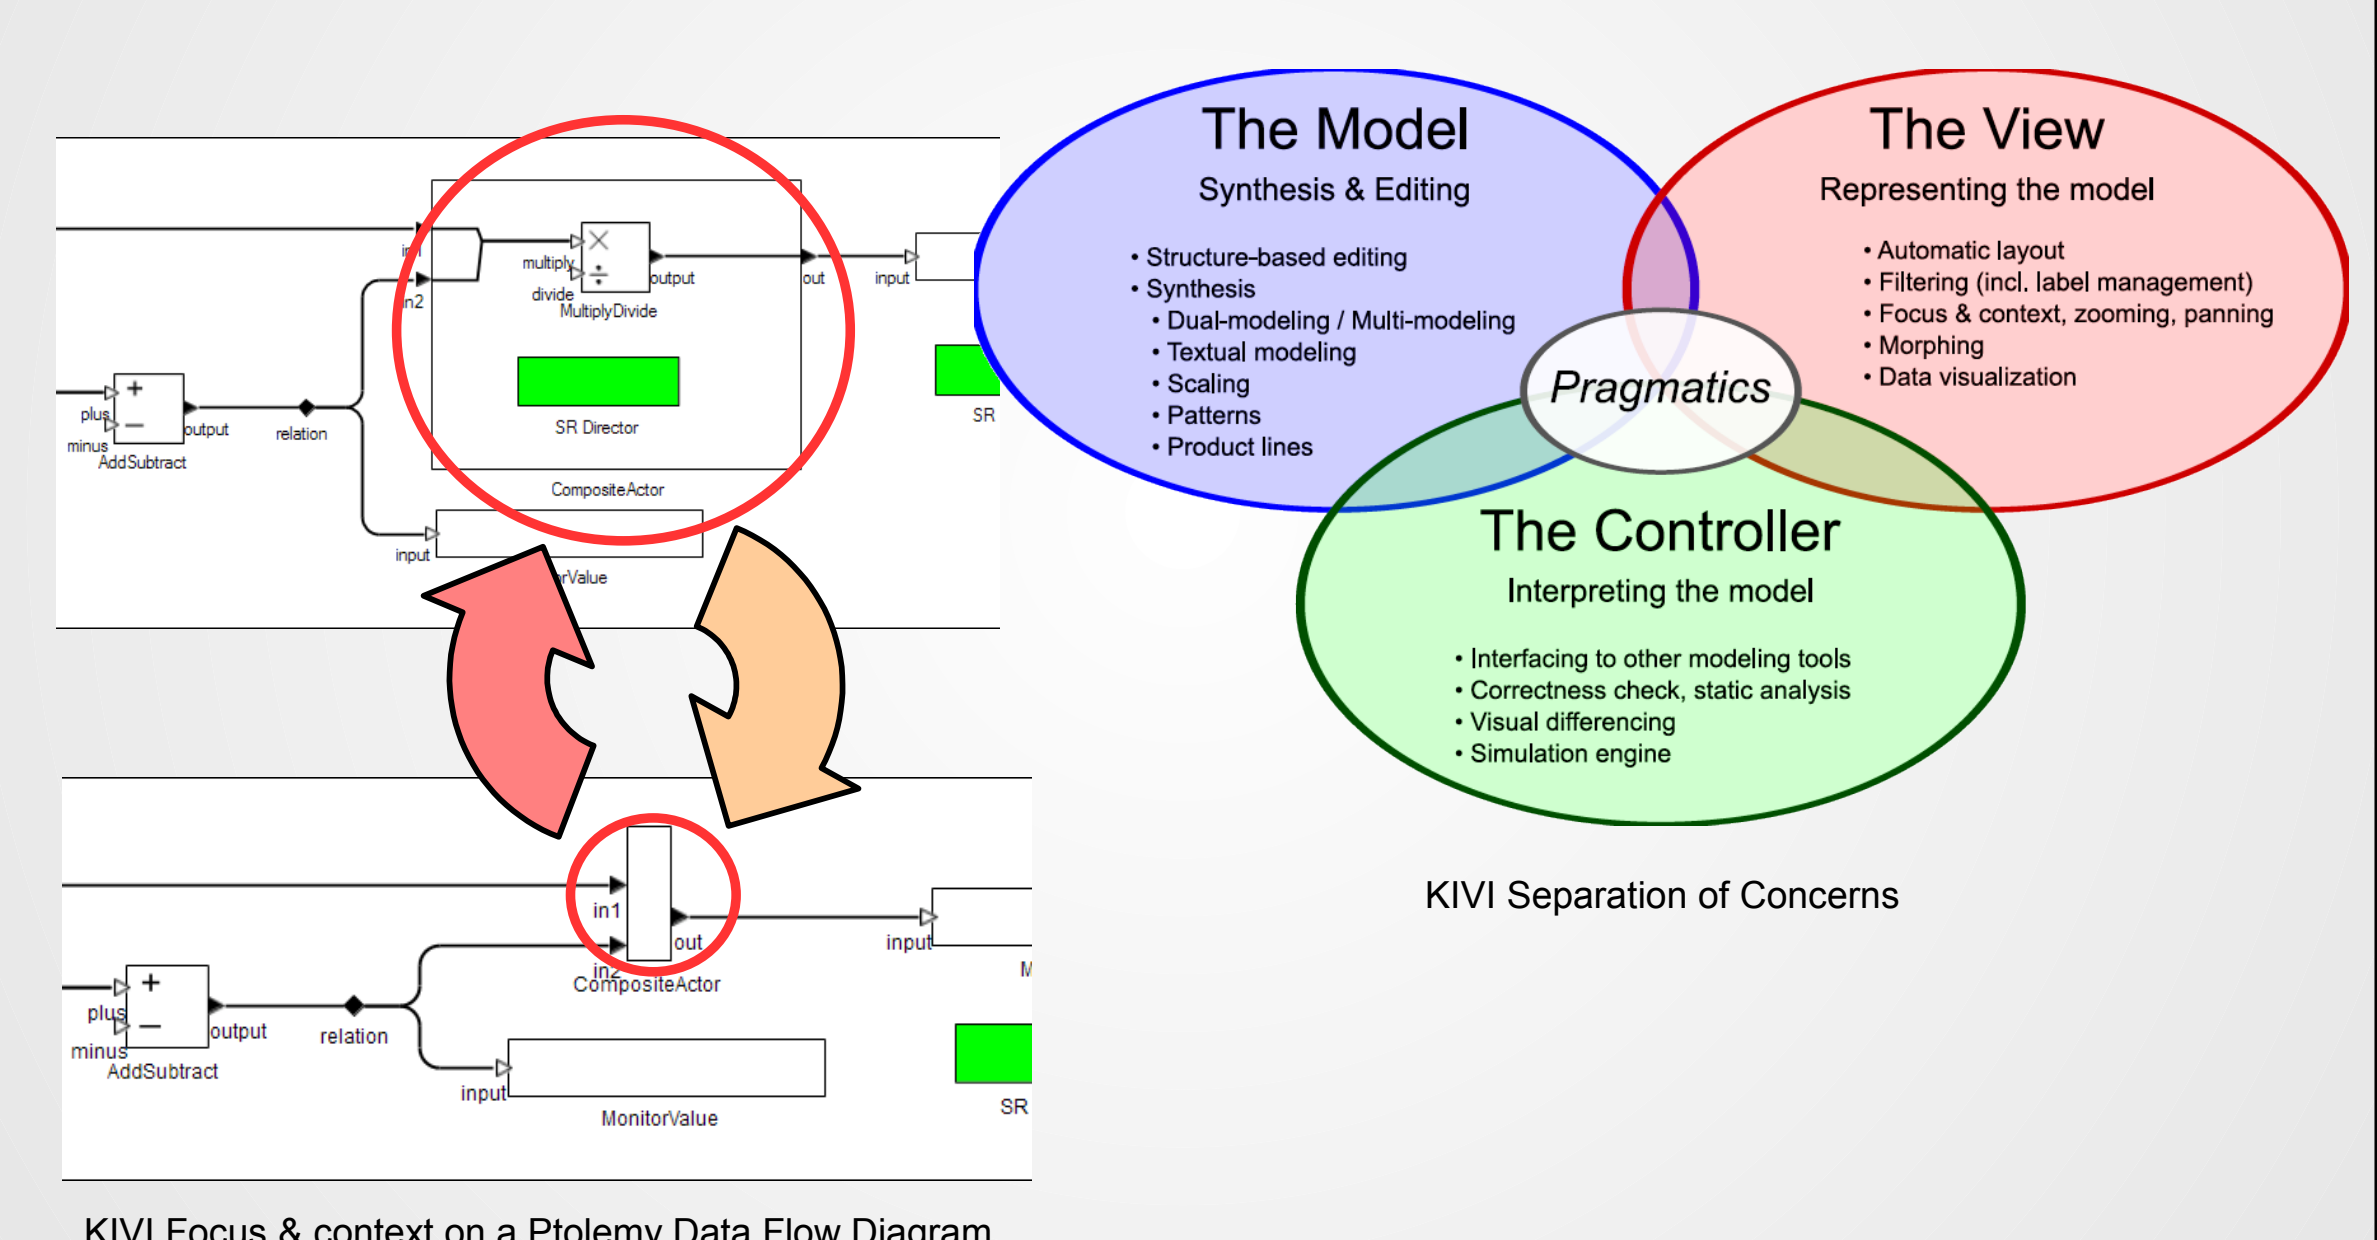 in2
multiply
divide
MultiplyDivide
output
out
input
SR Director
SR
CompositeActor
plus
minus
AddSubtract
output
relation
input
in1
in2
out
CompositeActor
input
plus
minus
AddSubtract
output
relation
input
MonitorValue
SR
KIVI Focus & context on a Ptolemy Data Flow Diagram
The Model
Synthesis & Editing
• Structure-based editing
• Synthesis
• Dual-modeling / Multi-modeling
• Textual modeling
• Scaling
• Patterns
• Product lines
The View
Representing the model
• Automatic layout
• Filtering (incl. label management)
• Focus & context, zooming, panning
• Morphing
• Data visualization
Pragmatics
The Controller
Interpreting the model
• Interfacing to other modeling tools
• Correctness check, static analysis
• Visual differencing
• Simulation engine
KIVI Separation of Concerns